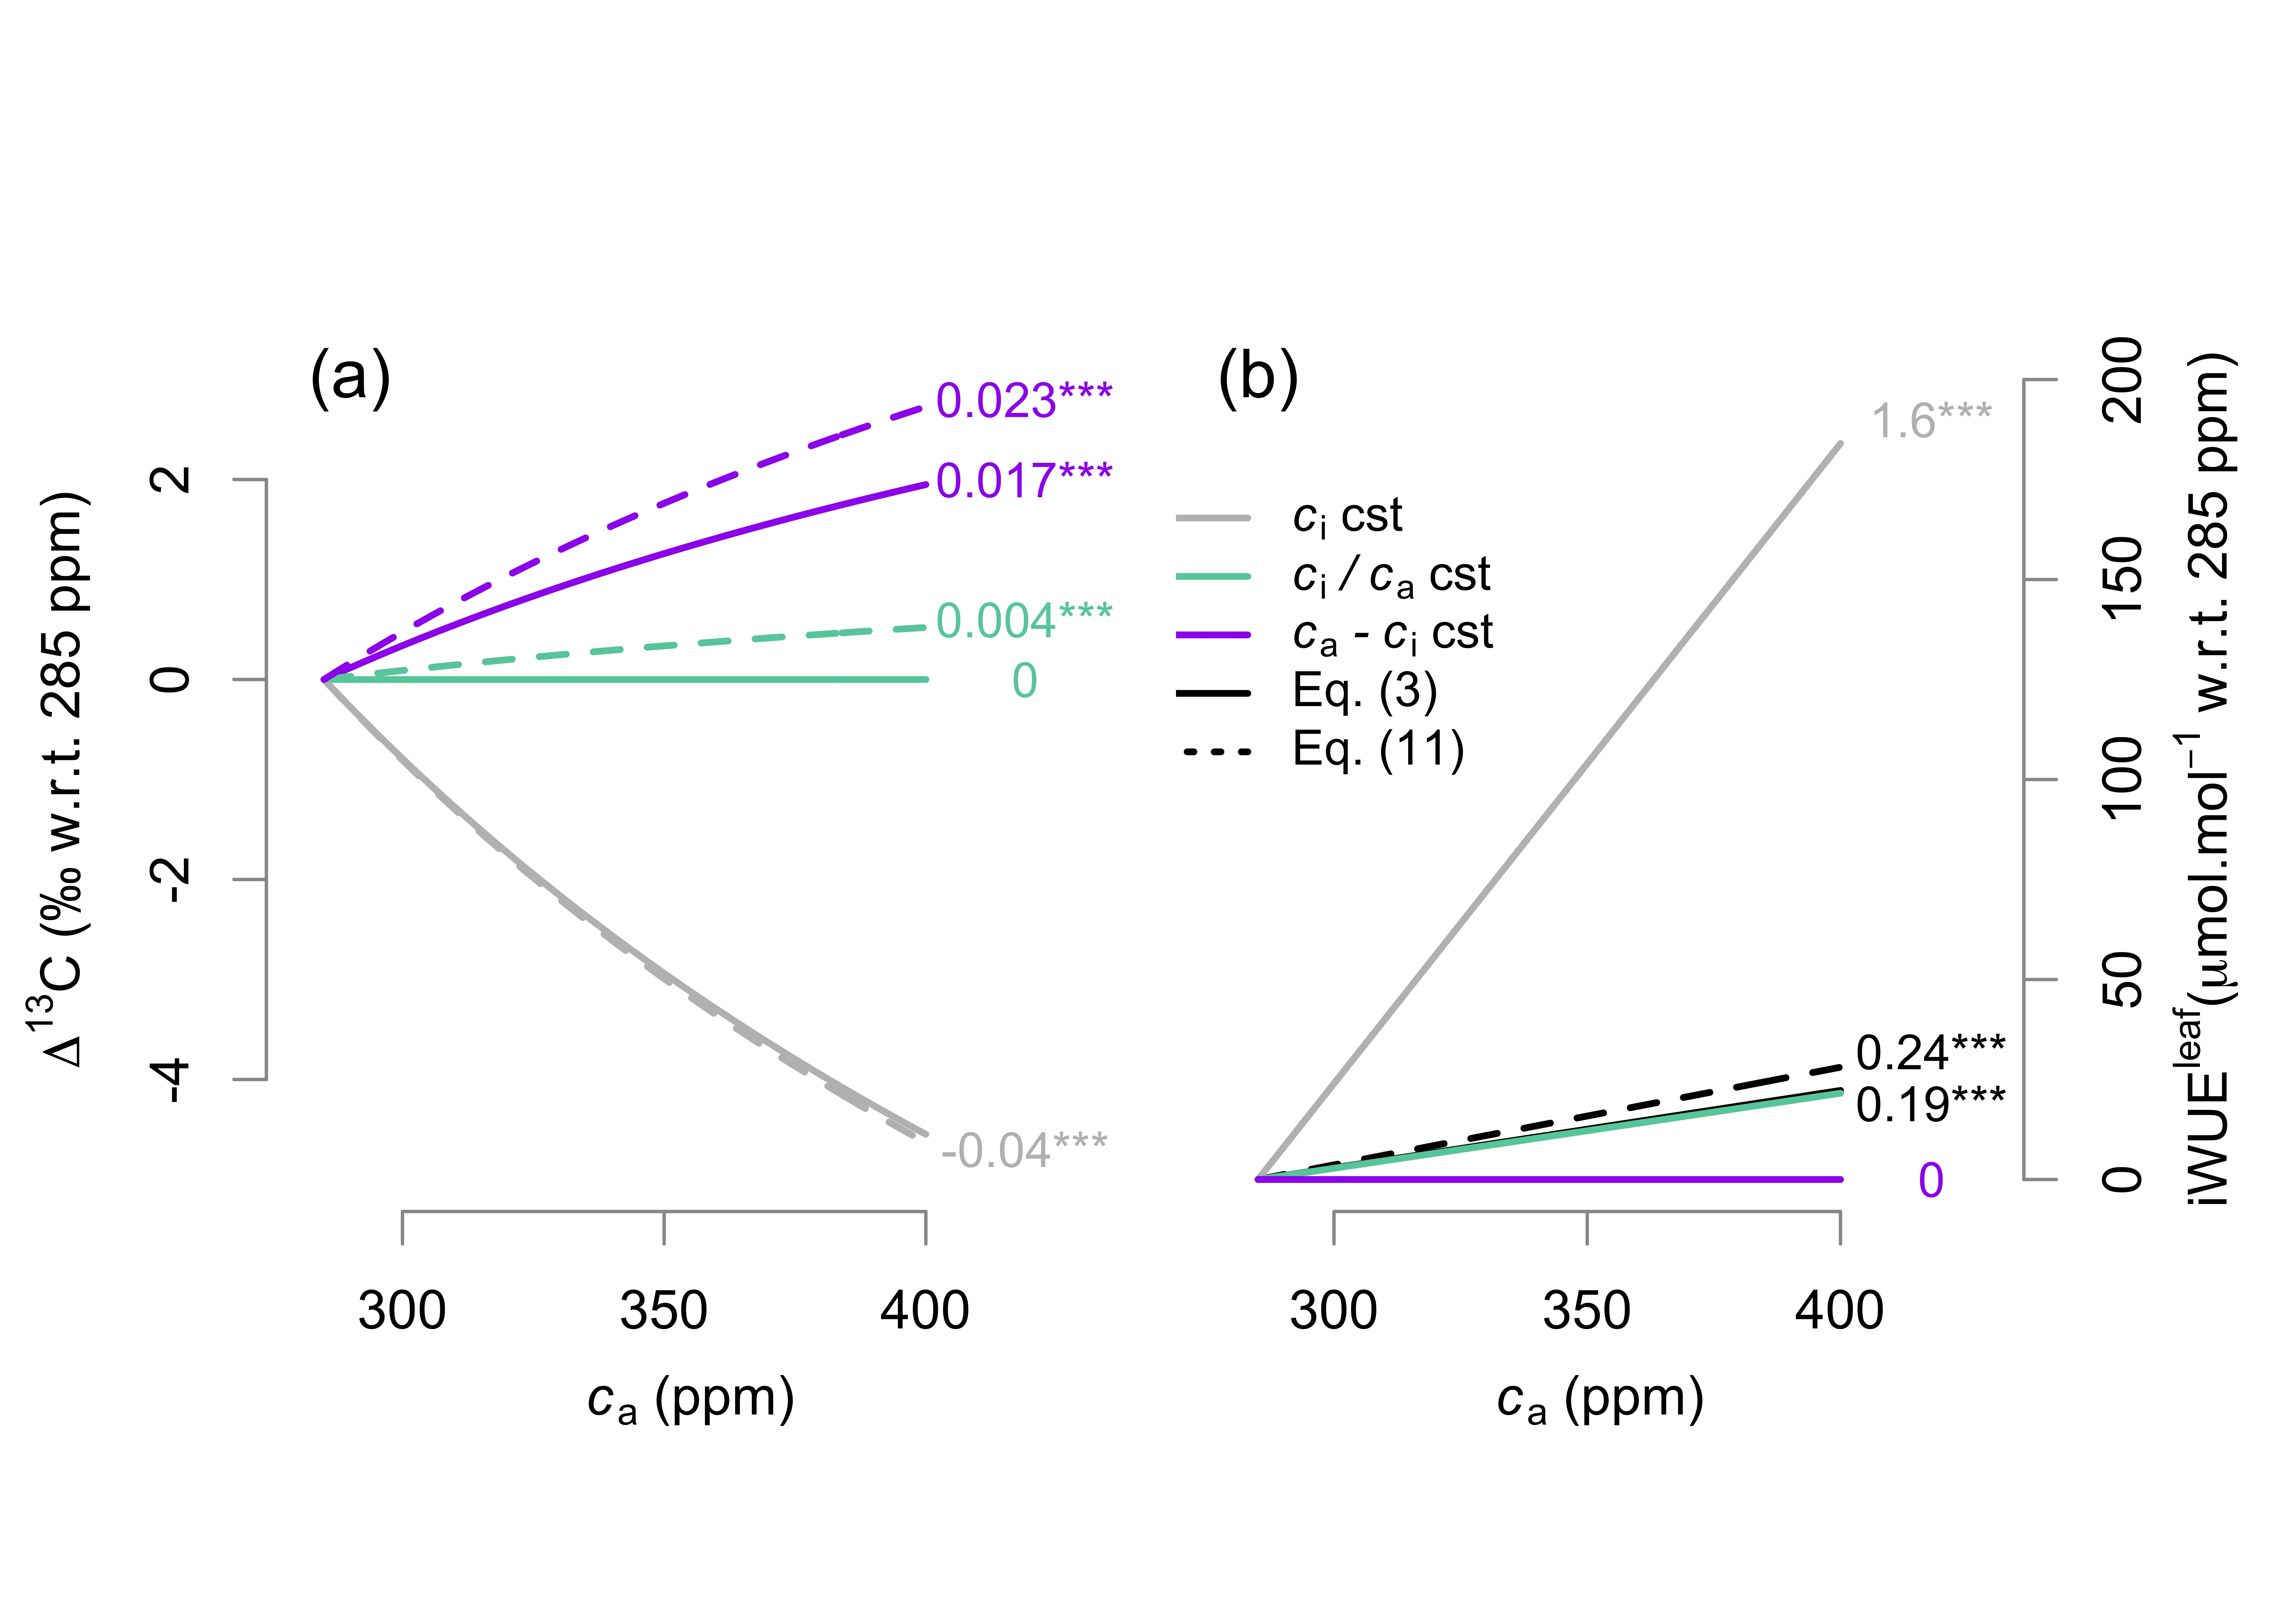 (a)
Δ13C (‰ w.r.t. 285 ppm)
2
0
-2
-4
0.023***
0.017***
0.004***
0
-0.04***
300
350
400
ca (ppm)
ci cst
ci / ca cst
ca - ci cst
Eq. (3)
Eq. (11)
(b)
1.6***
0.24***
0.19***
0
300
350
400
ca (ppm)
200
150
100
50
0
iWUEleaf(μmol.mol−1 w.r.t. 285 ppm)